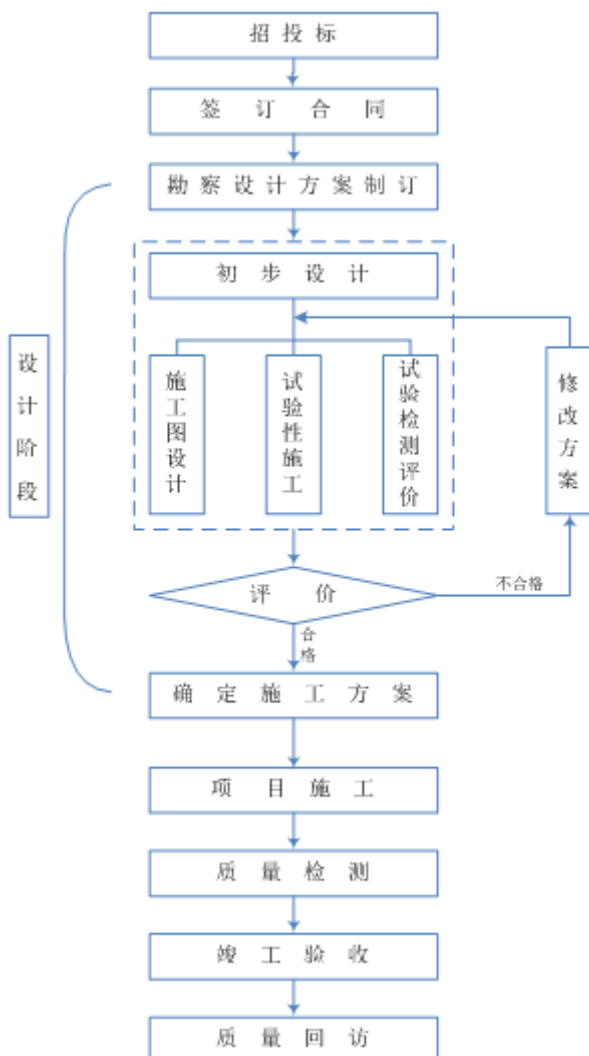 招投标
签订合同
勘察设计方案制订
初步设计
设计阶段
施工图设计
试验性施工
试验检测评价
修改方案
评价
不合格
合格
确定施工方案
项目施工
质量检测
竣工验收
质量回访